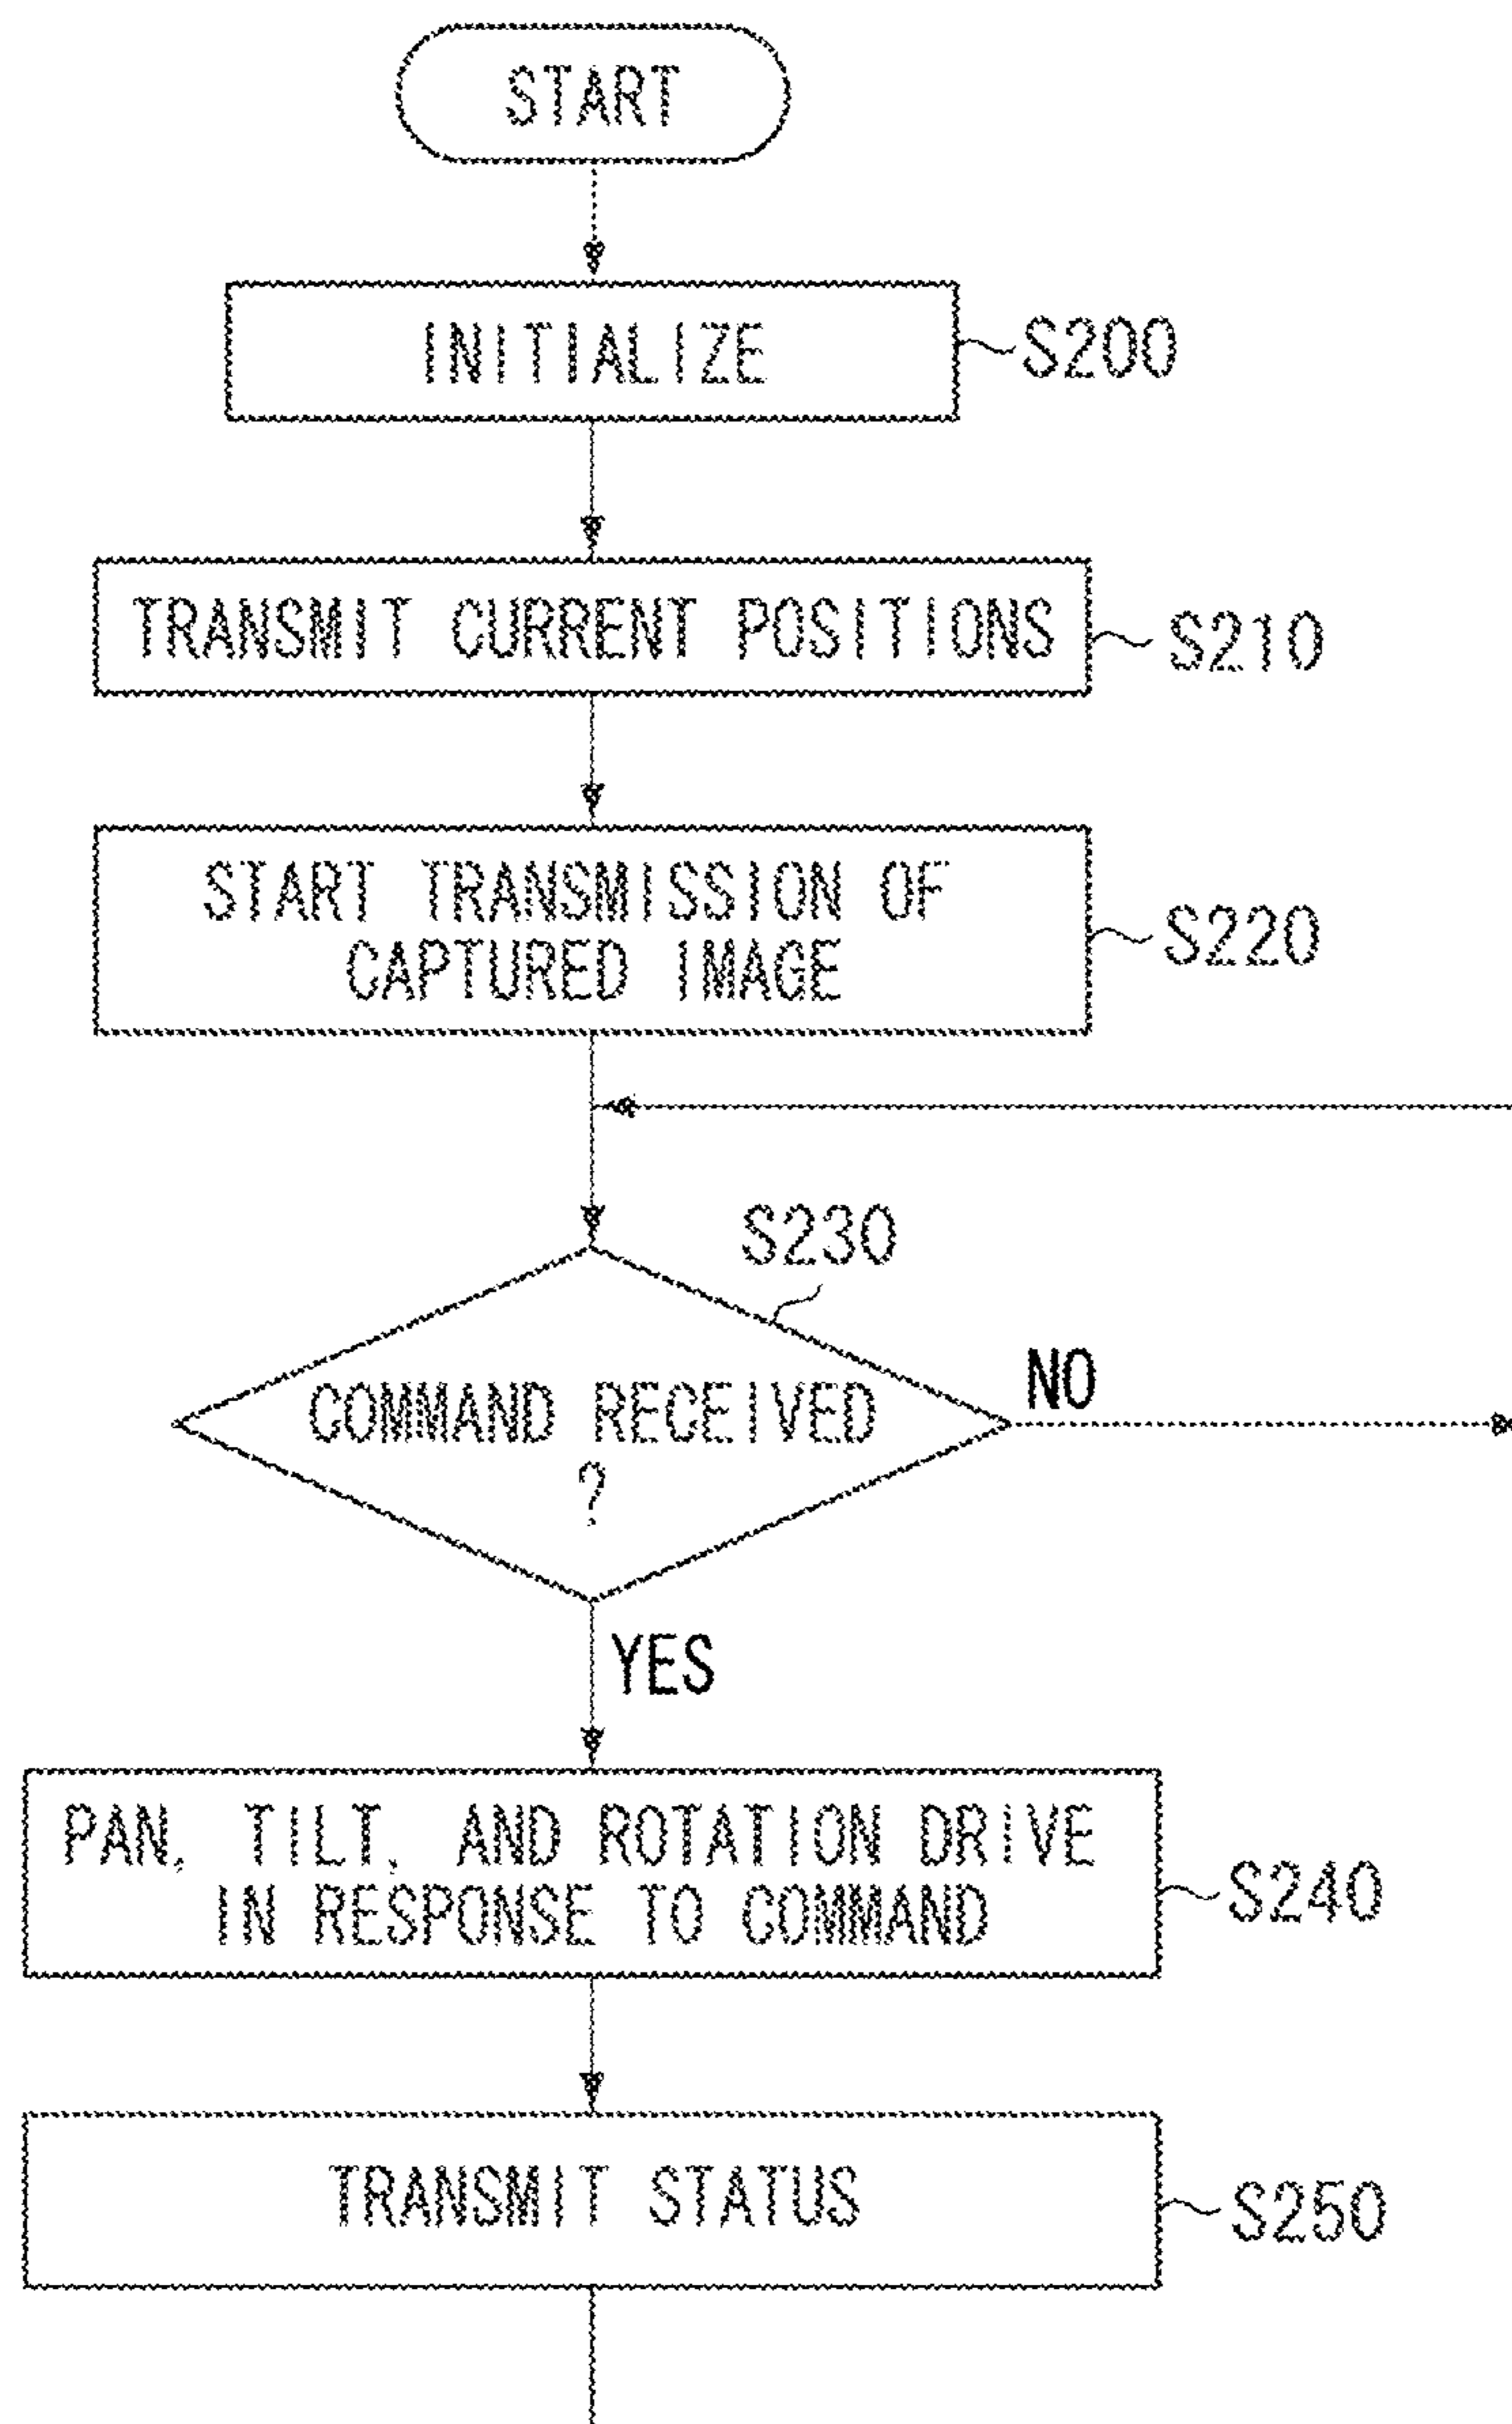 START
INITIALIZE
S200
TRANSMIT CURRENT POSITIONS
S210
START TRANSMISSION OF
CAPTURED IMAGE
S220
S230
COMMAND RECEIVED
?
NO
YES
PAN, TILT, AND ROTATION DRIVE
IN RESPONSE TO COMMAND
S240
TRANSMIT STATUS
S250